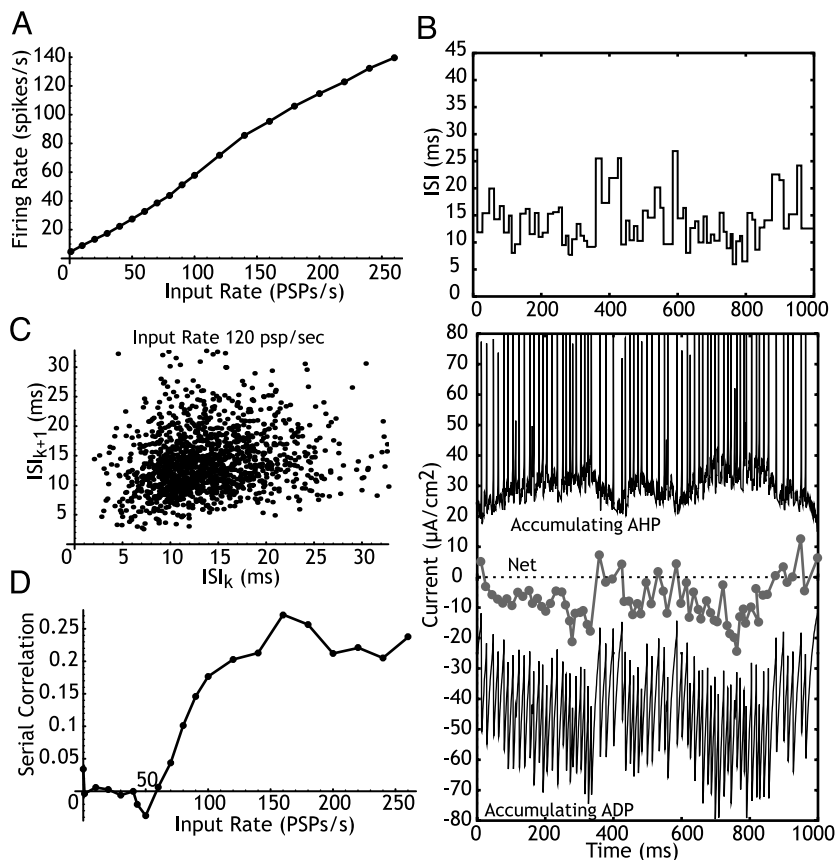 A
Firing Rate (spikes/s)
140
120
100
80
60
40
20
0 50 100 150 200 250
Input Rate (PSPs/s)
B
ISI (ms)
45
40
35
30
25
20
15
10
5
0
0 200 400 600 800 1000
C
Input Rate 120 psp/sec
ISIk+1 (ms)
30
25
20
15
10
5
0 5 10 15 20 25 30
ISIk (ms)
Current (μA/cm2)
80
70
60
50
40
30
20
10
0
-10
-20
-30
-40
-50
-60
-70
-80
Accumulating AHP
Net
Accumulating ADP
0 200 400 600 800 1000
Time (ms)
D
Serial Correlation
0.25
0.2
0.15
0.1
0.05
0 50 100 150 200 250
Input Rate (PSPs/s)